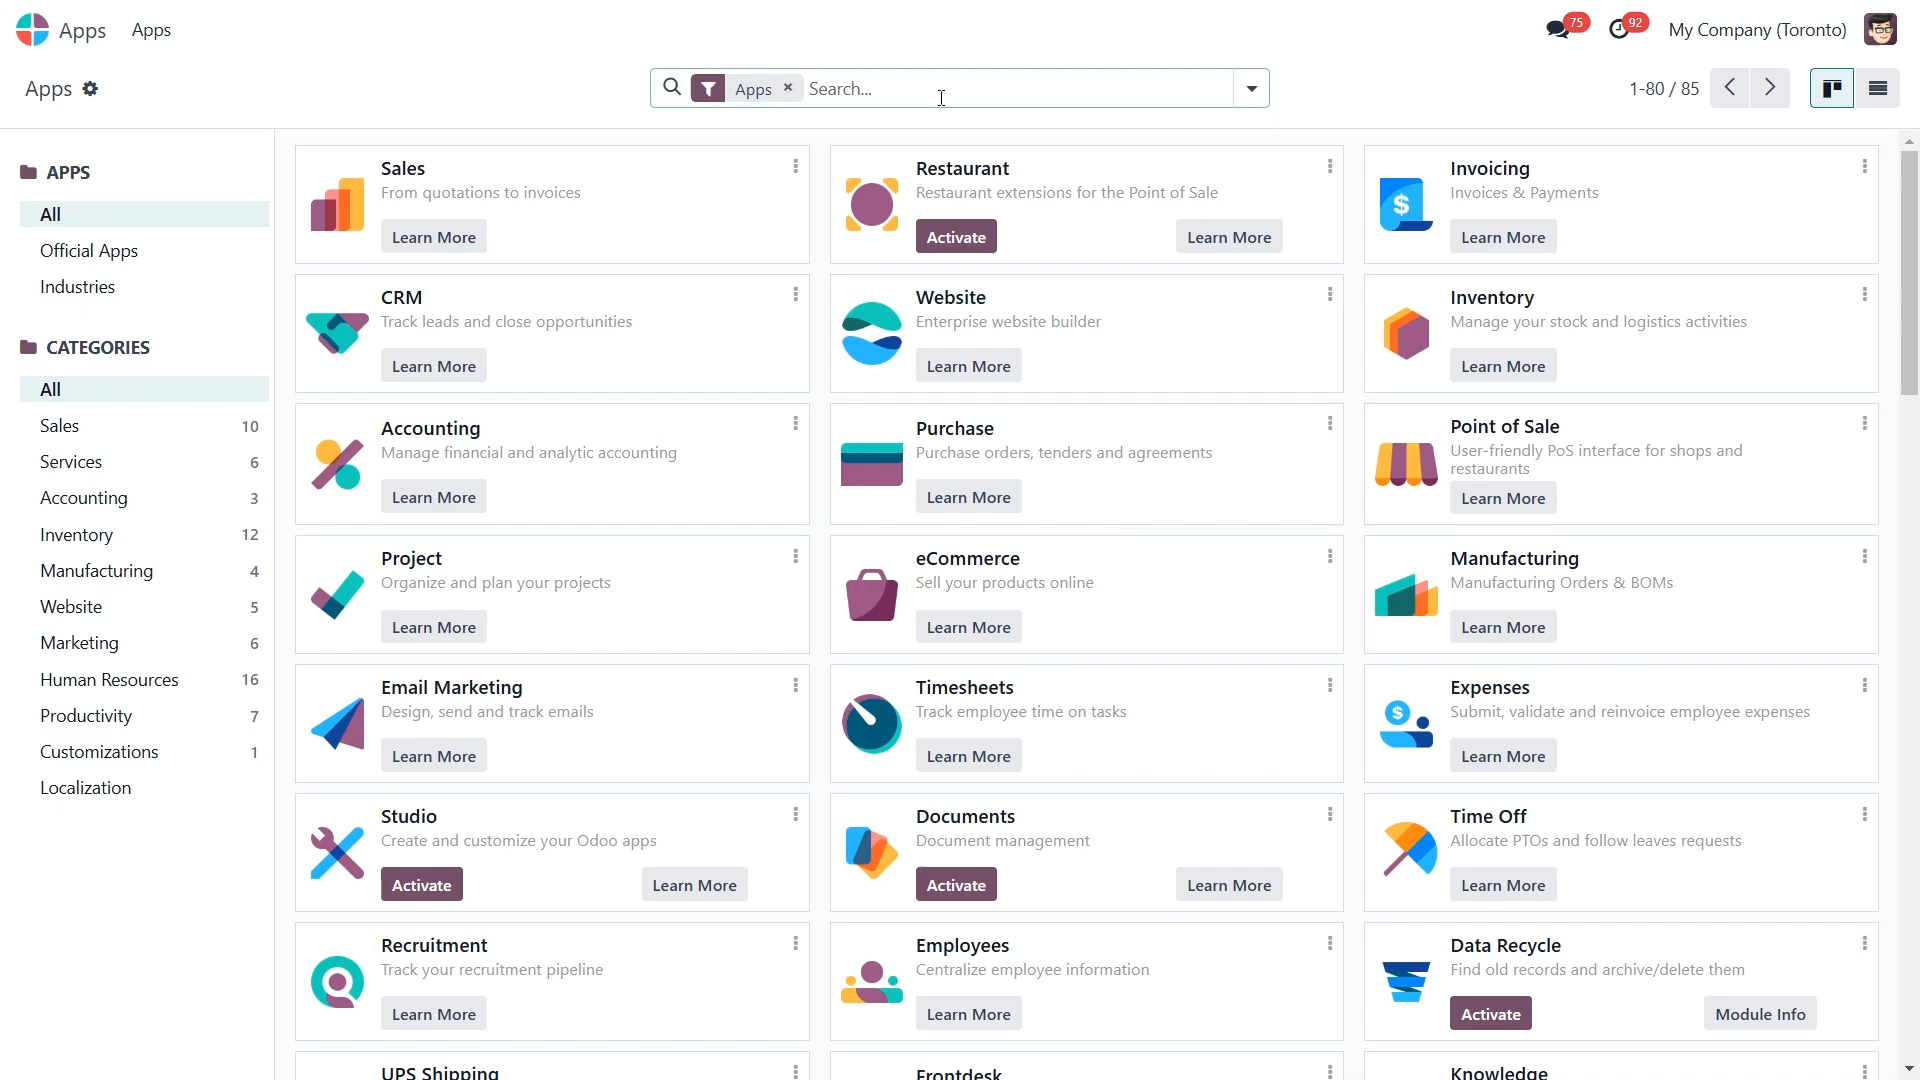 Apps
Apps
75
92
My Company (Toronto)
Apps
Apps
Search...
1-80 / 85
APPS
All
Official Apps
Industries
CATEGORIES
All
Sales 10
Services 6
Accounting 3
Inventory 12
Manufacturing 4
Website 5
Marketing 6
Human Resources 16
Productivity 7
Customizations 1
Localization
Sales
From quotations to invoices
Learn More
Restaurant
Restaurant extensions for the Point of Sale
Activate
Learn More
Invoicing
Invoices & Payments
Learn More
CRM
Track leads and close opportunities
Learn More
Website
Enterprise website builder
Learn More
Inventory
Manage your stock and logistics activities
Learn More
Accounting
Manage financial and analytic accounting
Learn More
Purchase
Purchase orders, tenders and agreements
Learn More
Point of Sale
User-friendly PoS interface for shops and
restaurants
Learn More
Project
Organize and plan your projects
Learn More
eCommerce
Sell your products online
Learn More
Manufacturing
Manufacturing Orders & BOMs
Learn More
Email Marketing
Design, send and track emails
Learn More
Timesheets
Track employee time on tasks
Learn More
Expenses
Submit, validate and reinvoice employee expenses
Learn More
Studio
Create and customize your Odoo apps
Activate
Learn More
Documents
Document management
Activate
Learn More
Time Off
Allocate PTOs and follow leaves requests
Learn More
Recruitment
Track your recruitment pipeline
Learn More
Employees
Centralize employee information
Learn More
Data Recycle
Find old records and archive/delete them
Activate
Module Info
UPS Shipping
Frontdesk
Knowledge